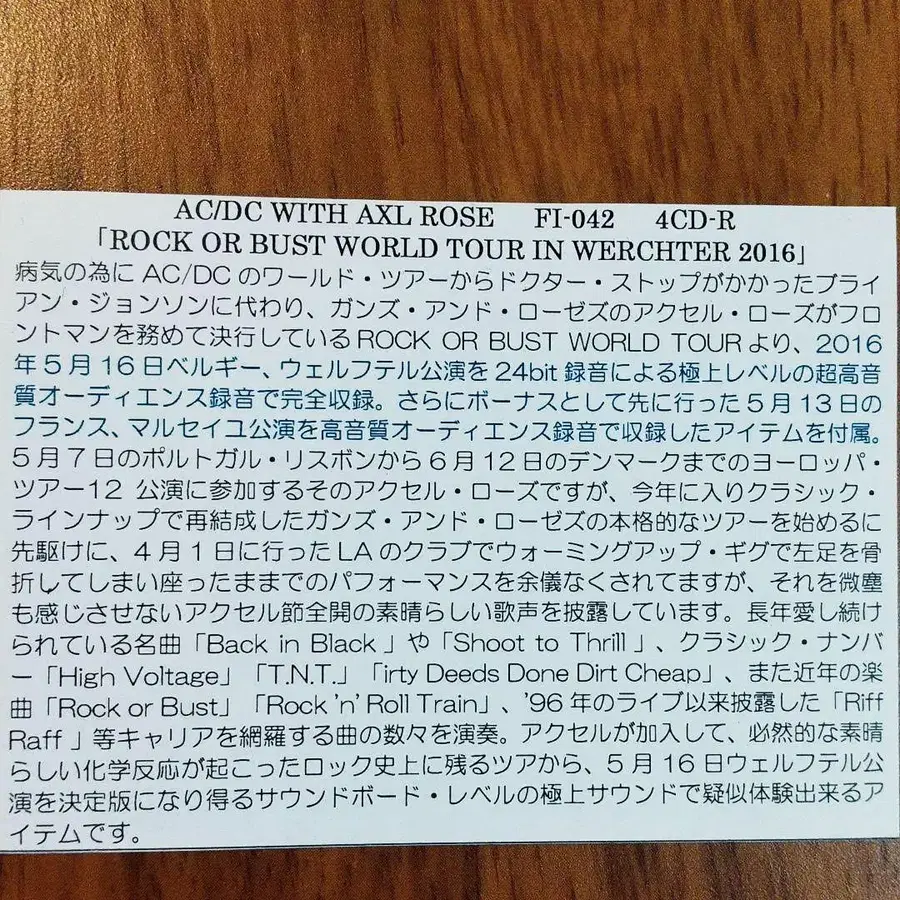 AC/DC WITH AXL ROSE FI-042 4CD-R
「ROCK OR BUST WORLD TOUR IN WERCHTER 2016」
病気の為に AC/DC のワールド・ツアーからドクター・ストップがかかったブライ
アン・ジョンソンに代わり、ガンズ・アンド・ローゼズのアクセル・ローズがフロ
ントマンを務めて決行しているROCK OR BUST WORLD TOURより、2016
年5月16日ベルギー、ウェルフテル公演を24bit 録音による極上レベルの超高音
質オーディエンス録音で完全収録。さらにボーナスとして先に行った5月13日の
フランス、マルセイユ公演を高音質オーディエンス録音で収録したアイテムを付属。
5月7日のポルトガル・リスボンから6月12日のデンマークまでのヨーロッパ・
ツアー12 公演に参加するそのアクセル・ローズですが、今年に入りクラシック・
ラインナップで再結成したガンズ・アンド・ローゼズの本格的なツアーを始めるに
先駆けに、4月1日に行ったLAのクラブでウォーミングアップ・ギグで左足を骨
折してしまい座ったままでのパフォーマンスを余儀なくされてますが、それを微塵
も感じさせないアクセル節全開の素晴らしい歌声を披露しています。長年愛し続け
られている名曲「Back in Black」や「Shoot to Thrill」、クラシック・ナンバ
ー「High Voltage」「T.N.T.」「irty Deeds Done Dirt Cheap」、また近年の楽
曲「Rock or Bust」「Rock 'n' Roll Train」、'96年のライブ以来披露した「Riff
Raff」等キャリアを網羅する曲の数々を演奏。アクセルが加入して、必然的な素晴
らしい化学反応が起こったロック史上に残るツアから、5月16日ウェルフテル公
演を決定版になり得るサウンドボード・レベルの極上サウンドで疑似体験出来るア
イテムです。